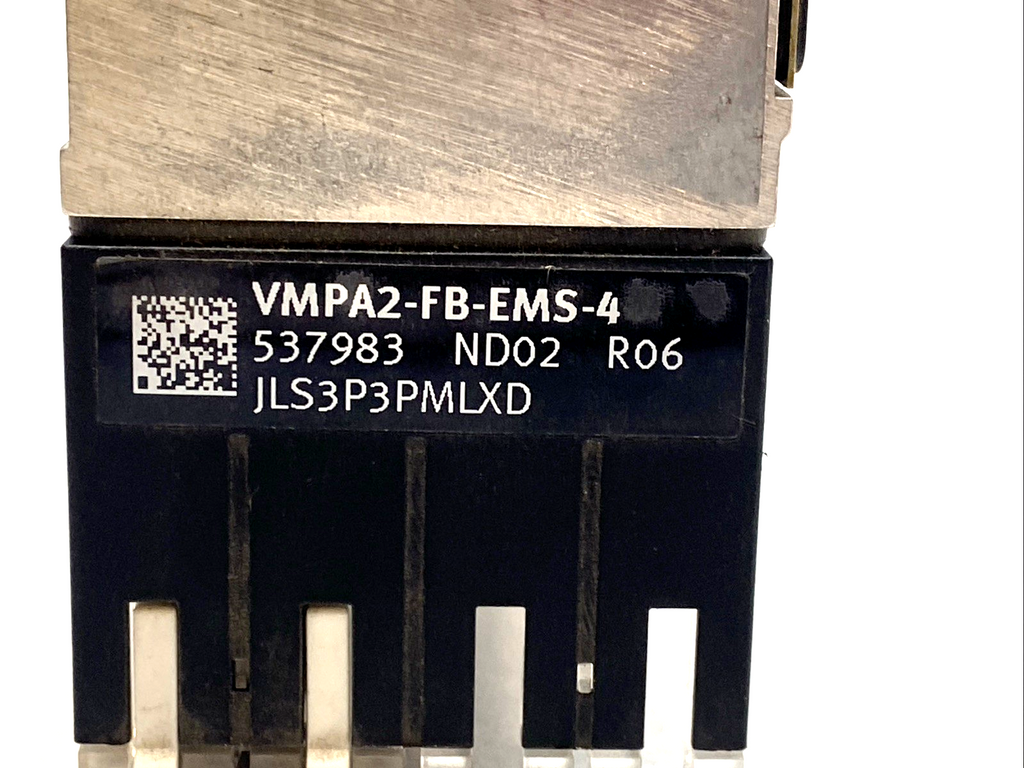 VMPA2-FB-EMS-4
537983 ND02 R06
JLS3P3PMLXD